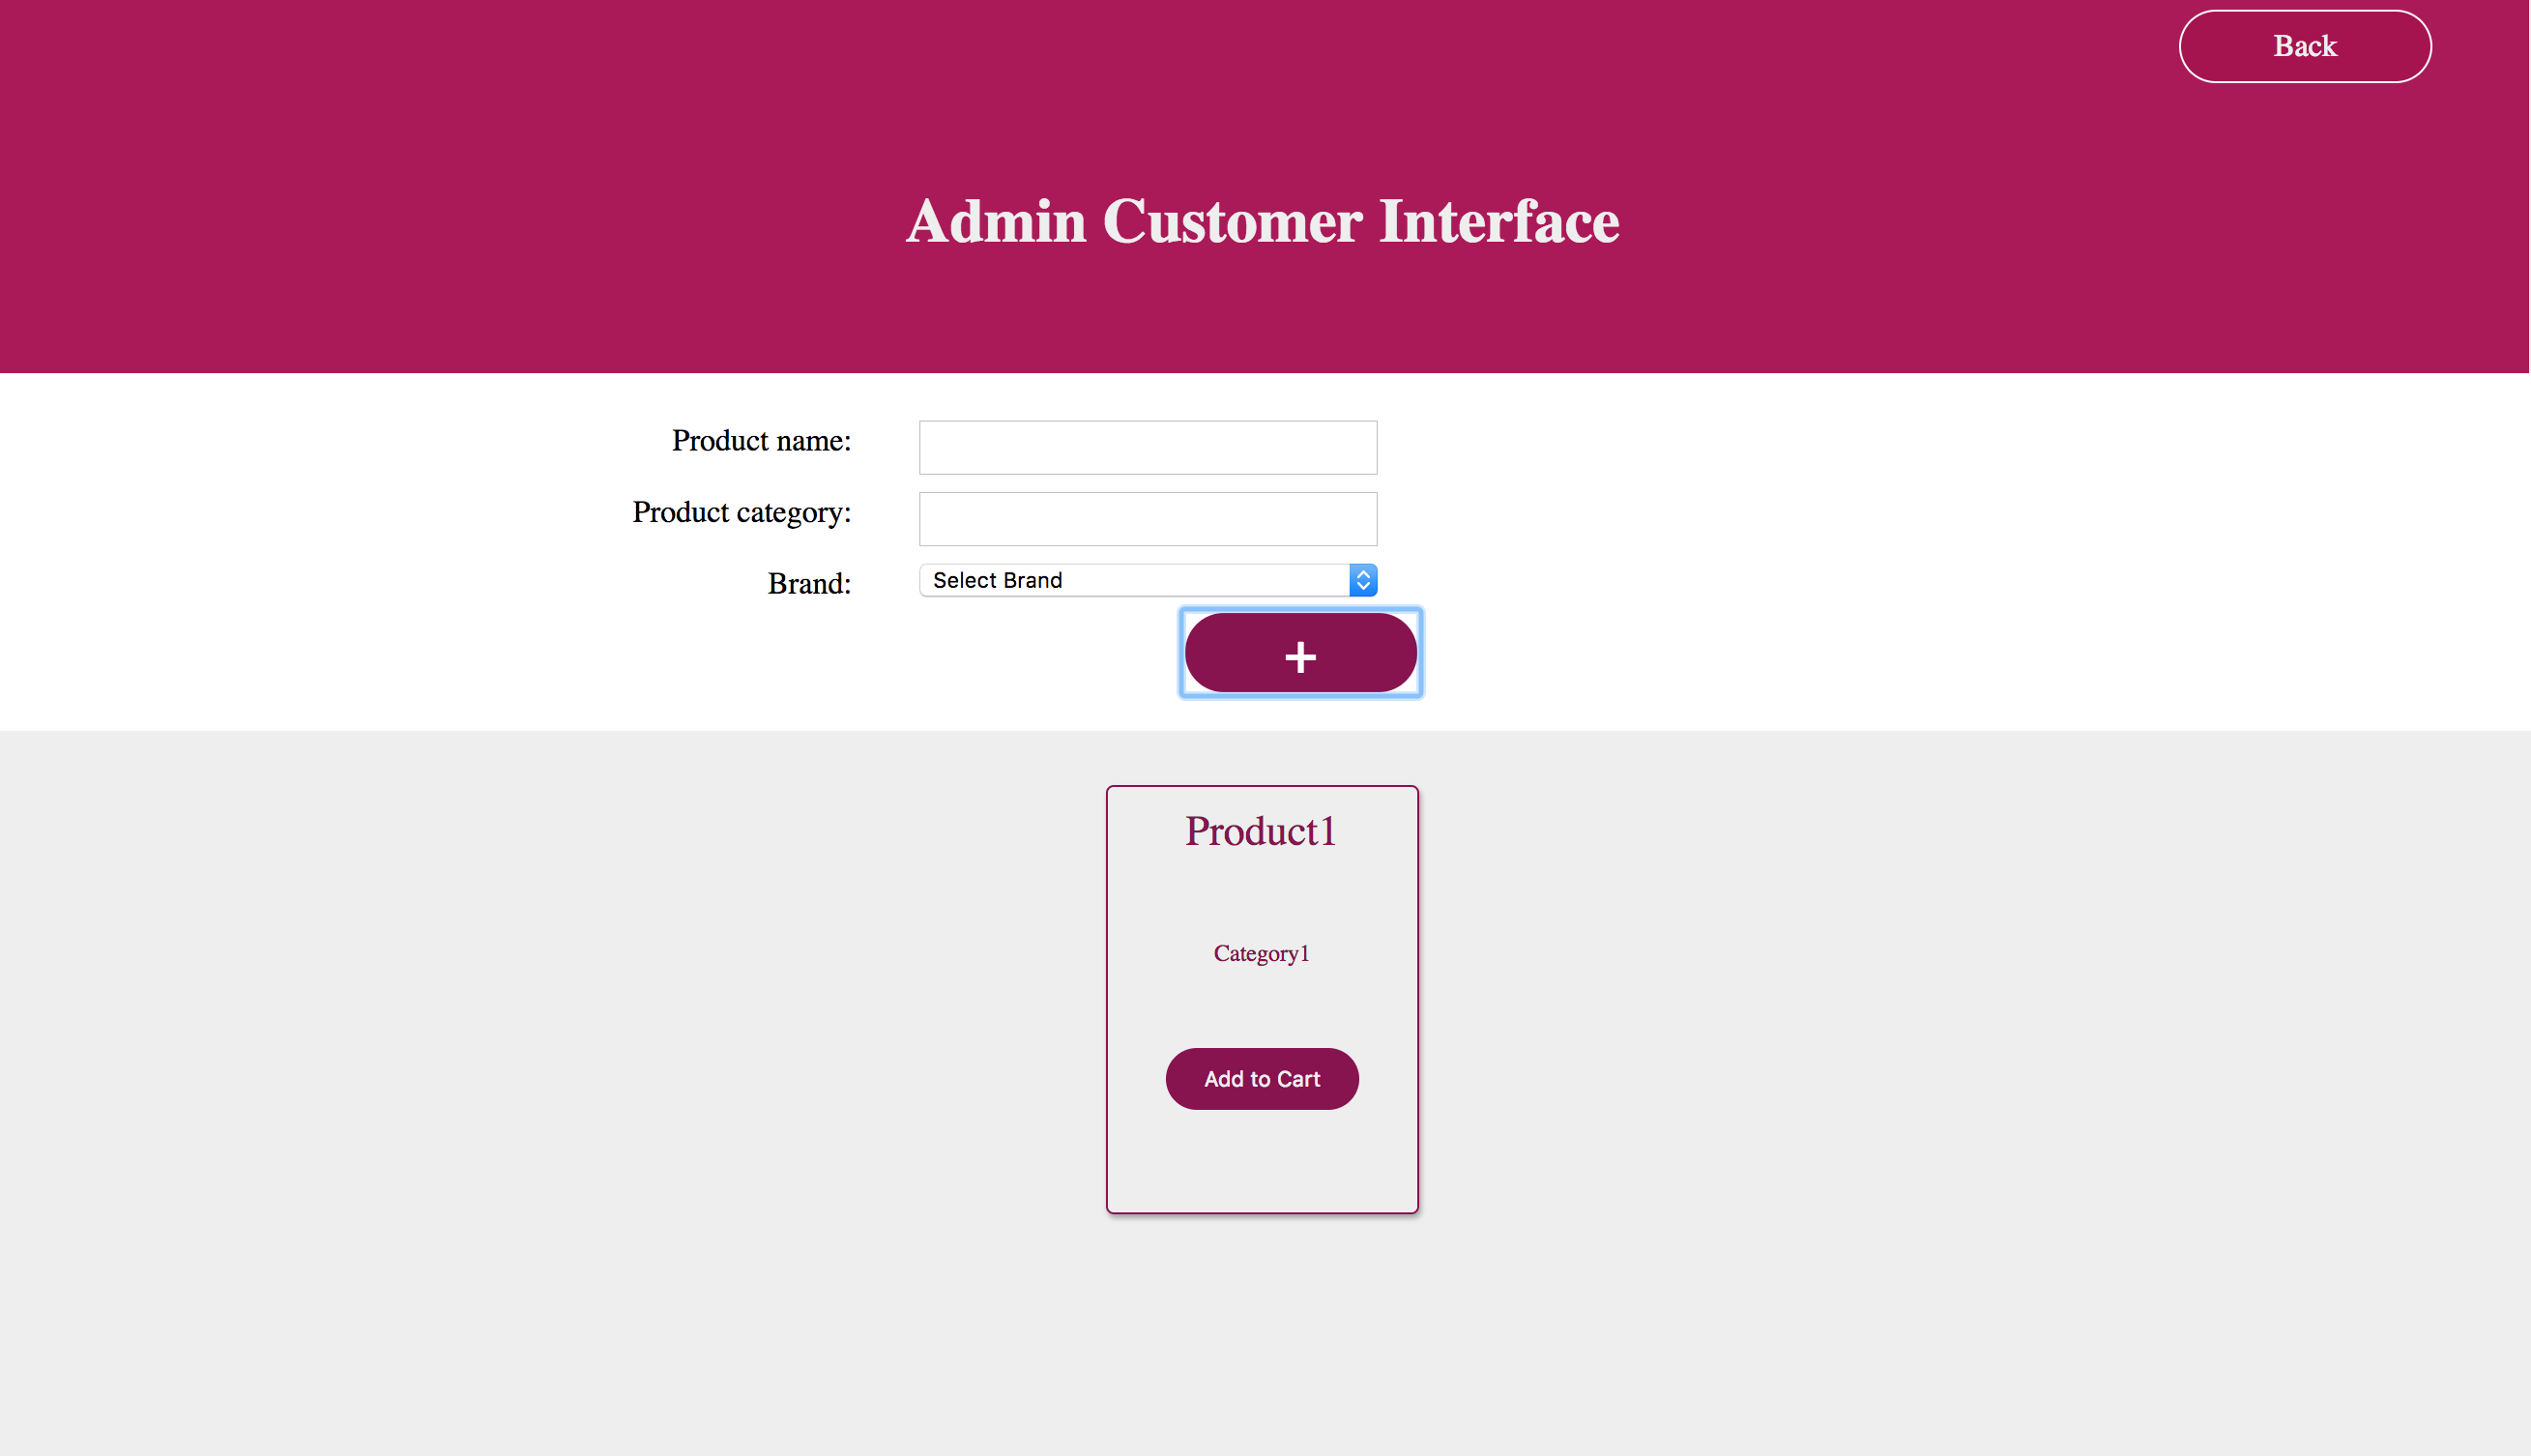 Back
Admin Customer Interface
Product name:
Product category:
Brand:
Select Brand
+
Product1
Category1
Add to Cart